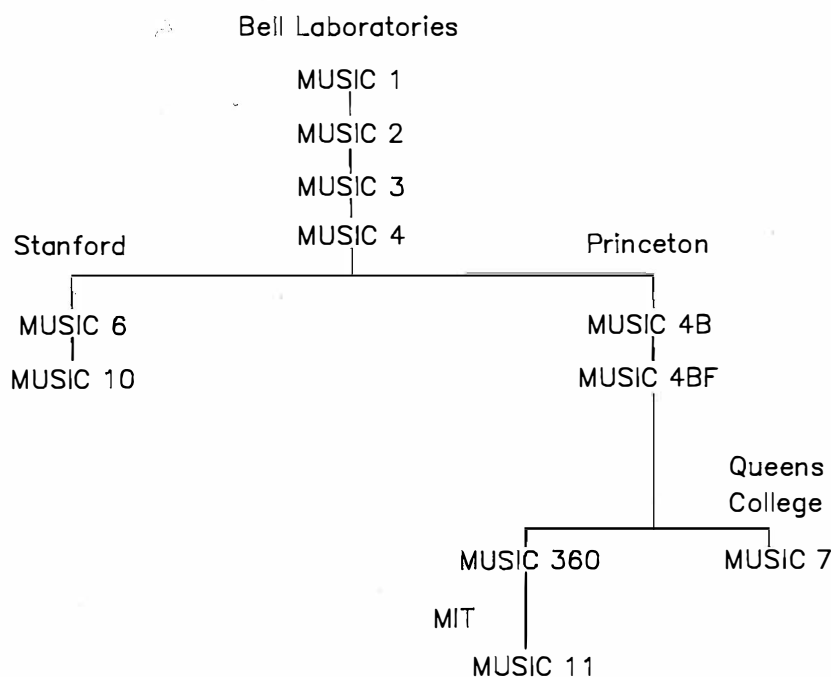 Bell Laboratories
MUSIC 1
MUSIC 2
MUSIC 3
MUSIC 4
Stanford
Princeton
MUSIC 6
MUSIC 4B
MUSIC 10
MUSIC 4BF
Queens
College
MUSIC 360
MUSIC 7
MIT
MUSIC 11